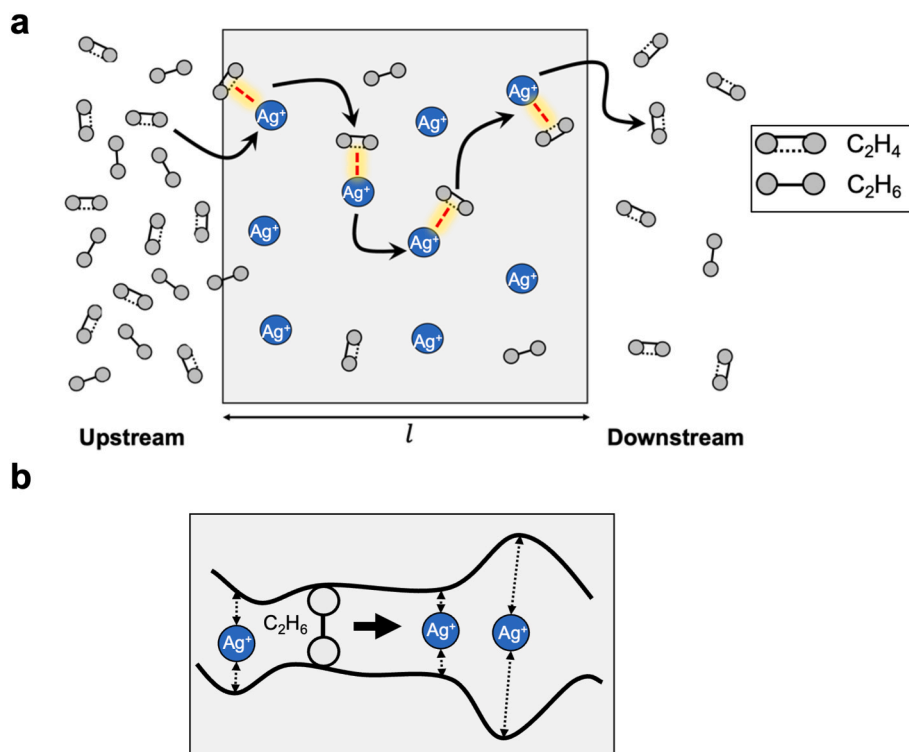 a
Ag⁺
Ag⁺
Ag⁺
Ag⁺
Ag⁺
Ag⁺
Ag⁺
Ag⁺
Ag⁺
C₂H₄
C₂H₆
l
Upstream
Downstream
b
C₂H₆
Ag⁺
Ag⁺
Ag⁺